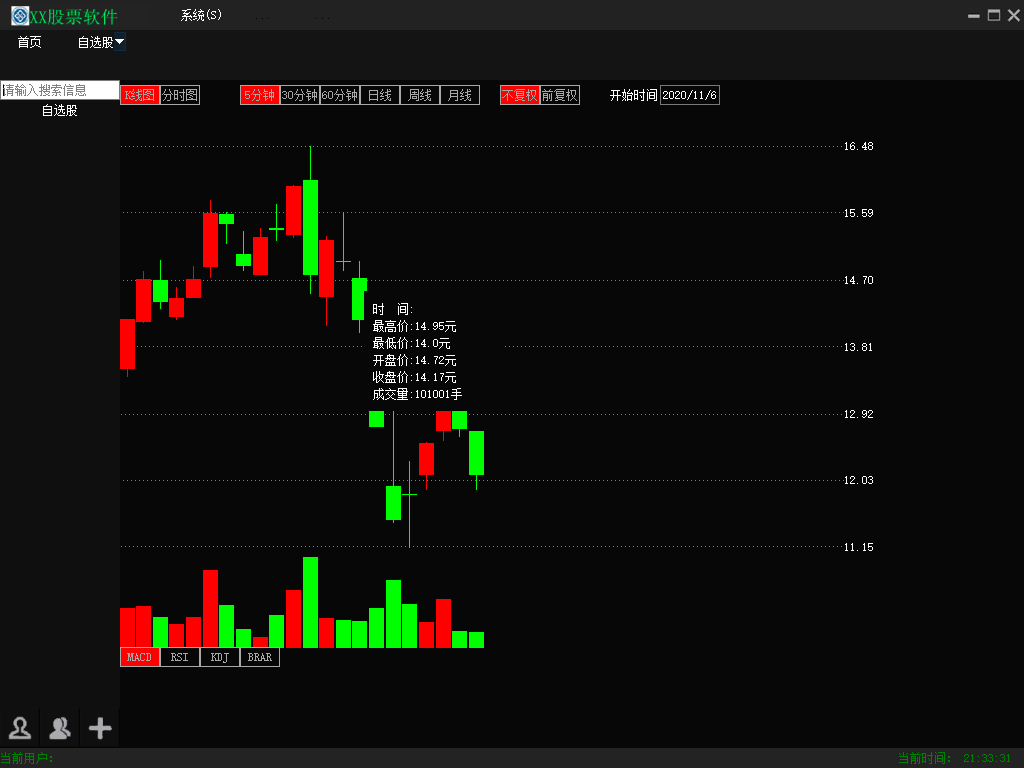 XX股票软件 系统(S) ... ...
首页 自选股
请输入搜索信息 K线图 分时图 5分钟 30分钟 60分钟 日线 周线 月线 不复权 前复权 开始时间 2020/11/6
自选股
16.48
15.59
14.70
时 间:
最高价:14.95元
最低价:14.0元
13.81
开盘价:14.72元
收盘价:14.17元
成交量:101001手
12.92
12.03
11.15
MACD RSI KDJ BRAR
当前用户: 当前时间: 21:33:31